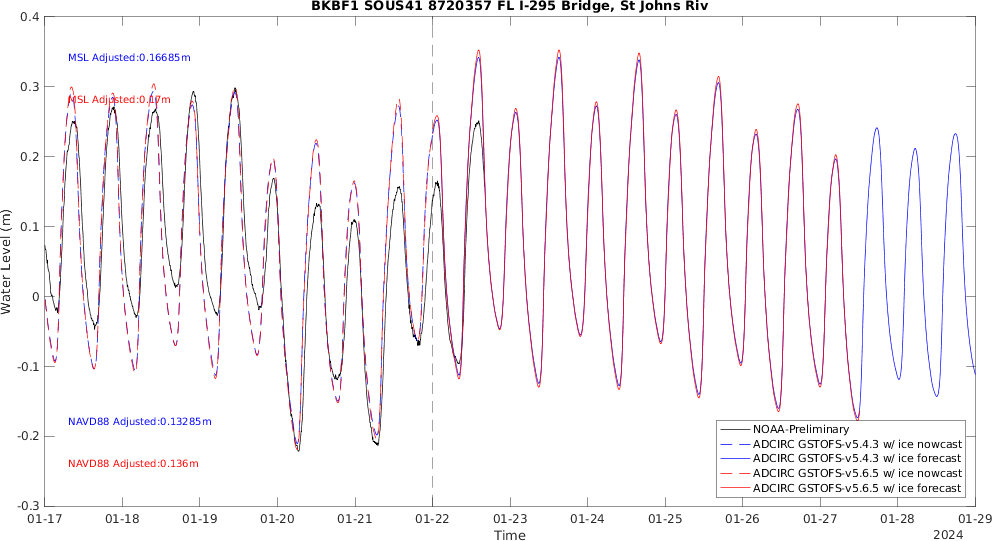 BKBF1 SOUS41 8720357 FL I-295 Bridge, St Johns Riv
0.4
0.3
0.2
0.1
0
-0.1
-0.2
-0.3
Water Level (m)
MSL Adjusted:0.16685m
MSL Adjusted:0.17m
NAVD88 Adjusted:0.13285m
NAVD88 Adjusted:0.136m
NOAA-Preliminary
ADCIRC GSTOFS-v5.4.3 w/ ice nowcast
ADCIRC GSTOFS-v5.4.3 w/ ice forecast
ADCIRC GSTOFS-v5.6.5 w/ ice nowcast
ADCIRC GSTOFS-v5.6.5 w/ ice forecast
01-17 01-18 01-19 01-20 01-21 01-22 01-23 01-24 01-25 01-26 01-27 01-28 01-29
Time
2024